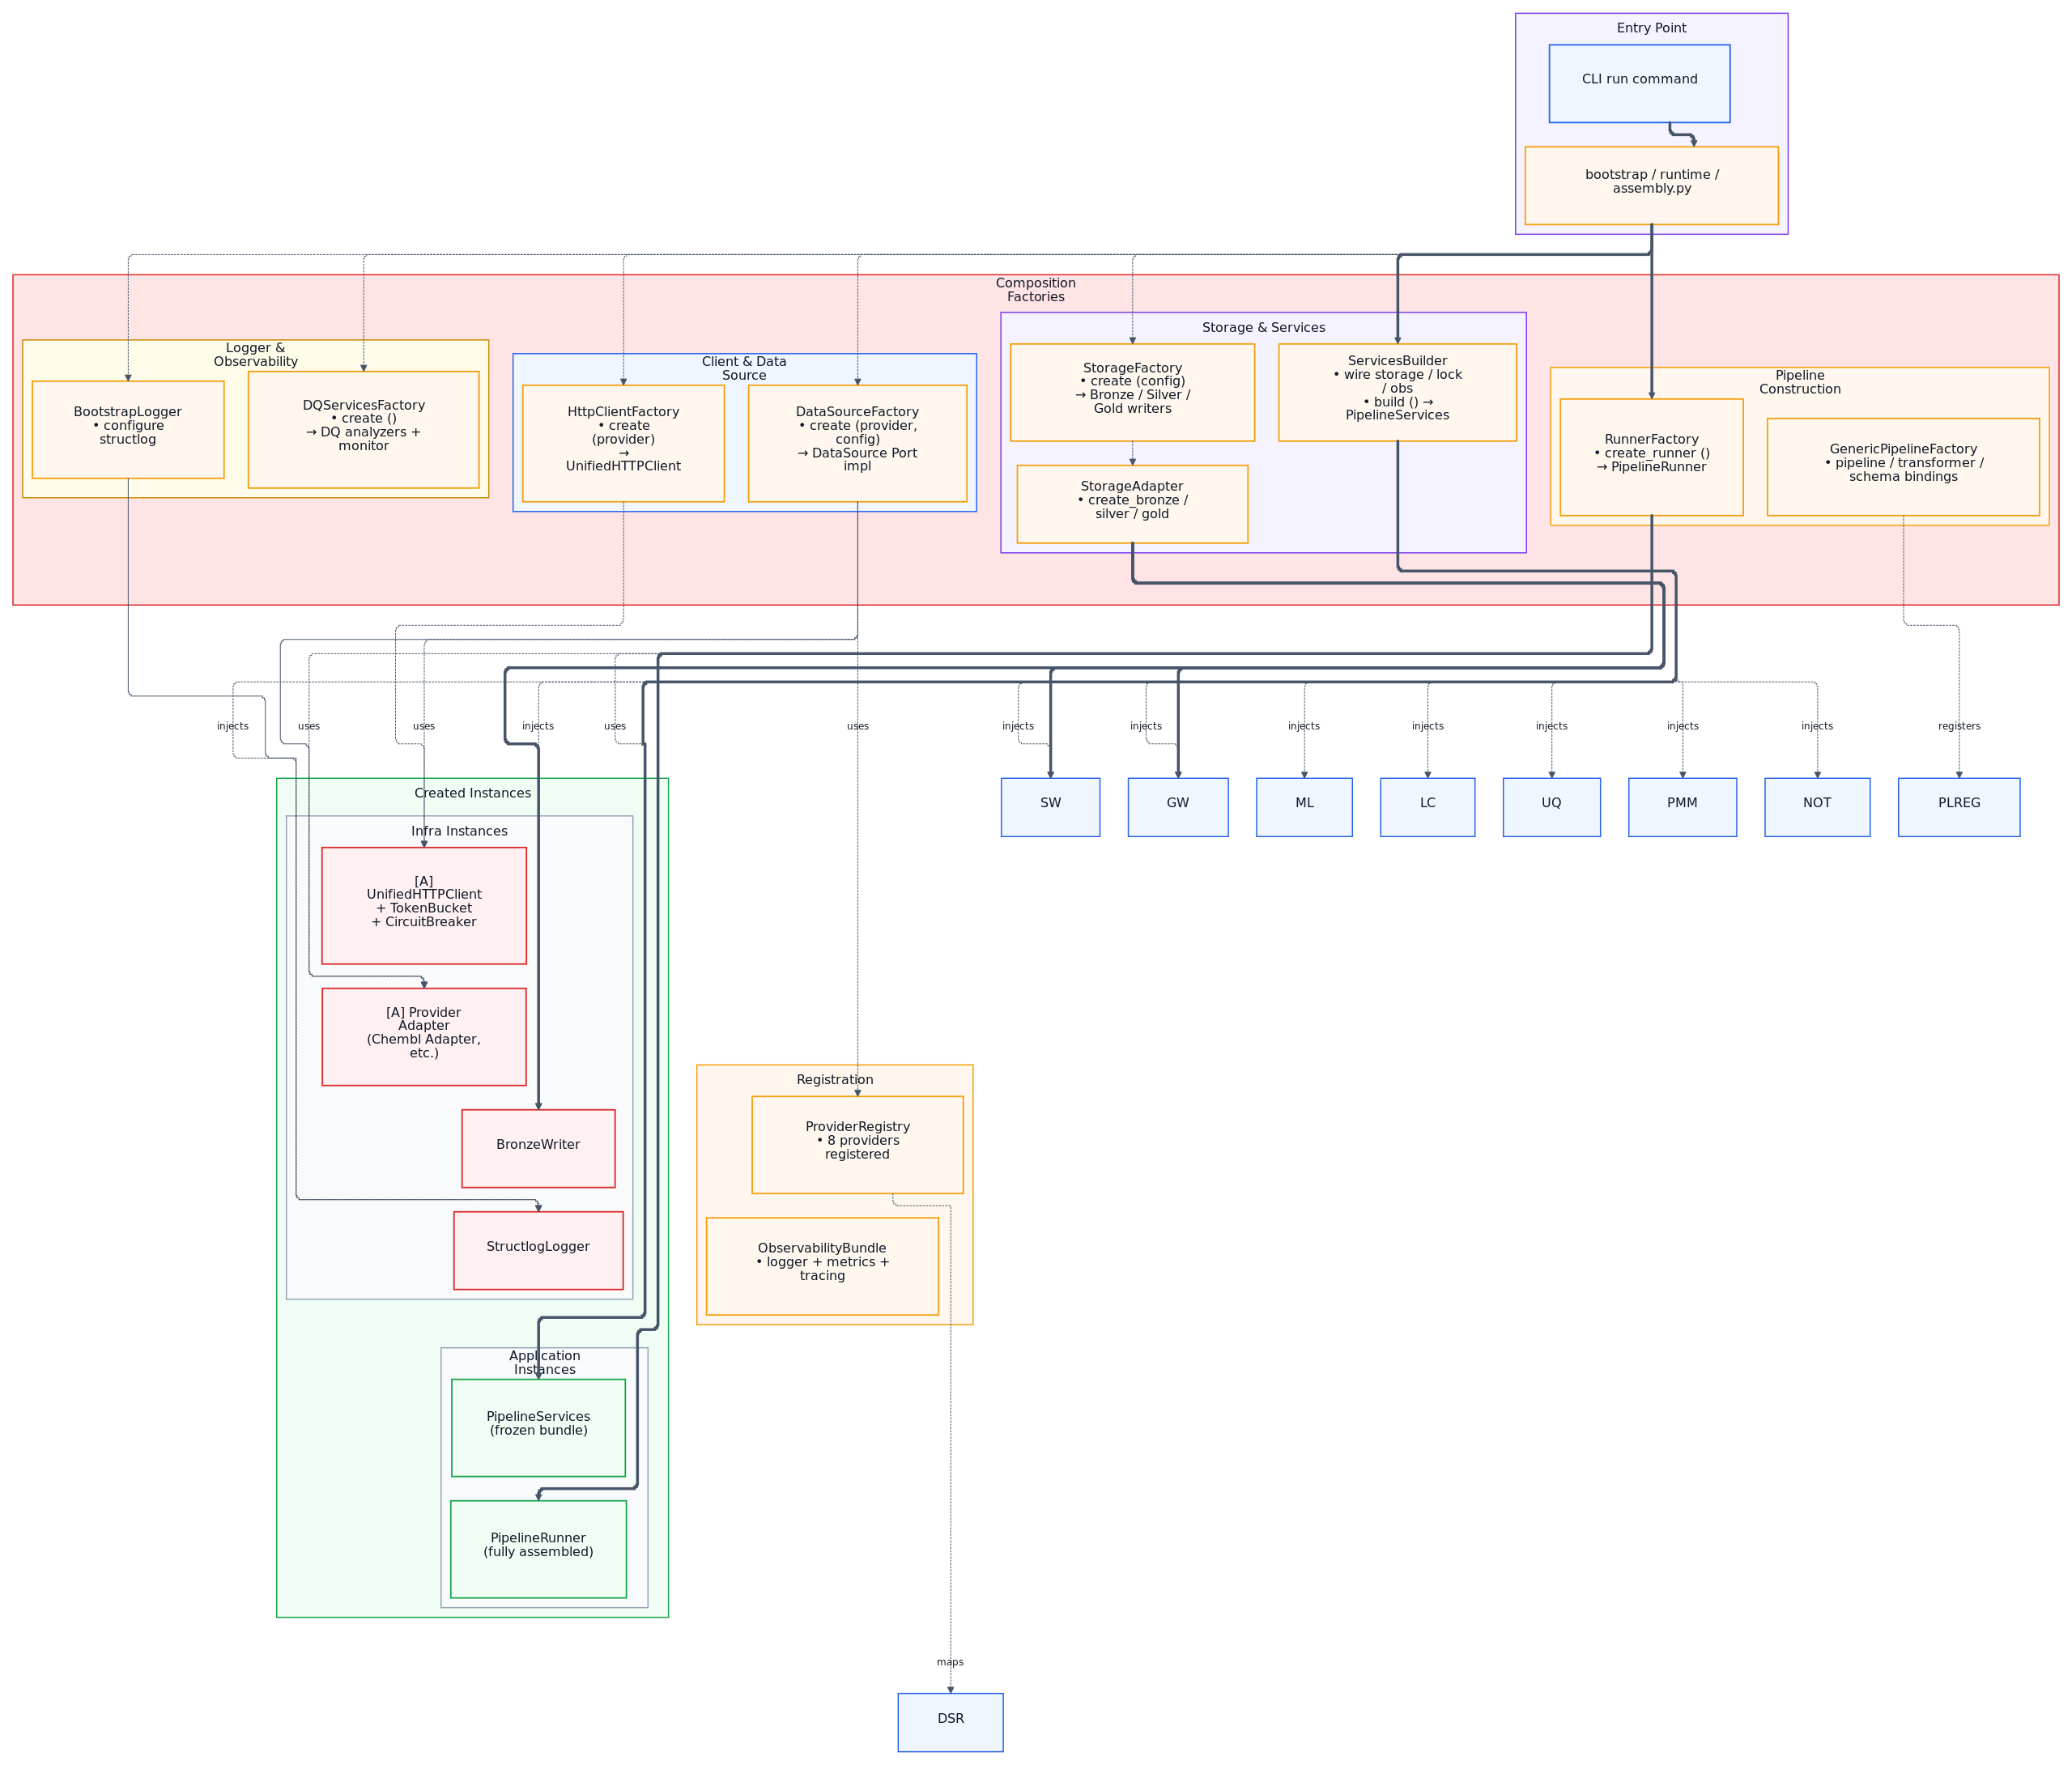 Entry Point
CLI run command
bootstrap / runtime /
assembly.py
Composition
Factories
Logger &
Observability
BootstrapLogger
• configure
structlog
DQServicesFactory
• create ()
→ DQ analyzers +
monitor
Client & Data
Source
HttpClientFactory
• create
(provider)
→
UnifiedHTTPClient
DataSourceFactory
• create (provider,
config)
→ DataSource Port
impl
Storage & Services
StorageFactory
• create (config)
→ Bronze / Silver /
Gold writers
ServicesBuilder
• wire storage / lock
/ obs
• build () →
PipelineServices
StorageAdapter
• create_bronze /
silver / gold
Pipeline
Construction
RunnerFactory
• create_runner ()
→ PipelineRunner
GenericPipelineFactory
• pipeline / transformer /
schema bindings
injects
uses
uses
injects
uses
uses
injects
injects
injects
injects
injects
injects
injects
registers
SW
GW
ML
LC
UQ
PMM
NOT
PLREG
Created Instances
Infra Instances
[A]
UnifiedHTTPClient
+ TokenBucket
+ CircuitBreaker
[A] Provider
Adapter
(Chembl Adapter,
etc.)
BronzeWriter
StructlogLogger
Registration
ProviderRegistry
• 8 providers
registered
ObservabilityBundle
• logger + metrics +
tracing
Application
Instances
PipelineServices
(frozen bundle)
PipelineRunner
(fully assembled)
maps
DSR